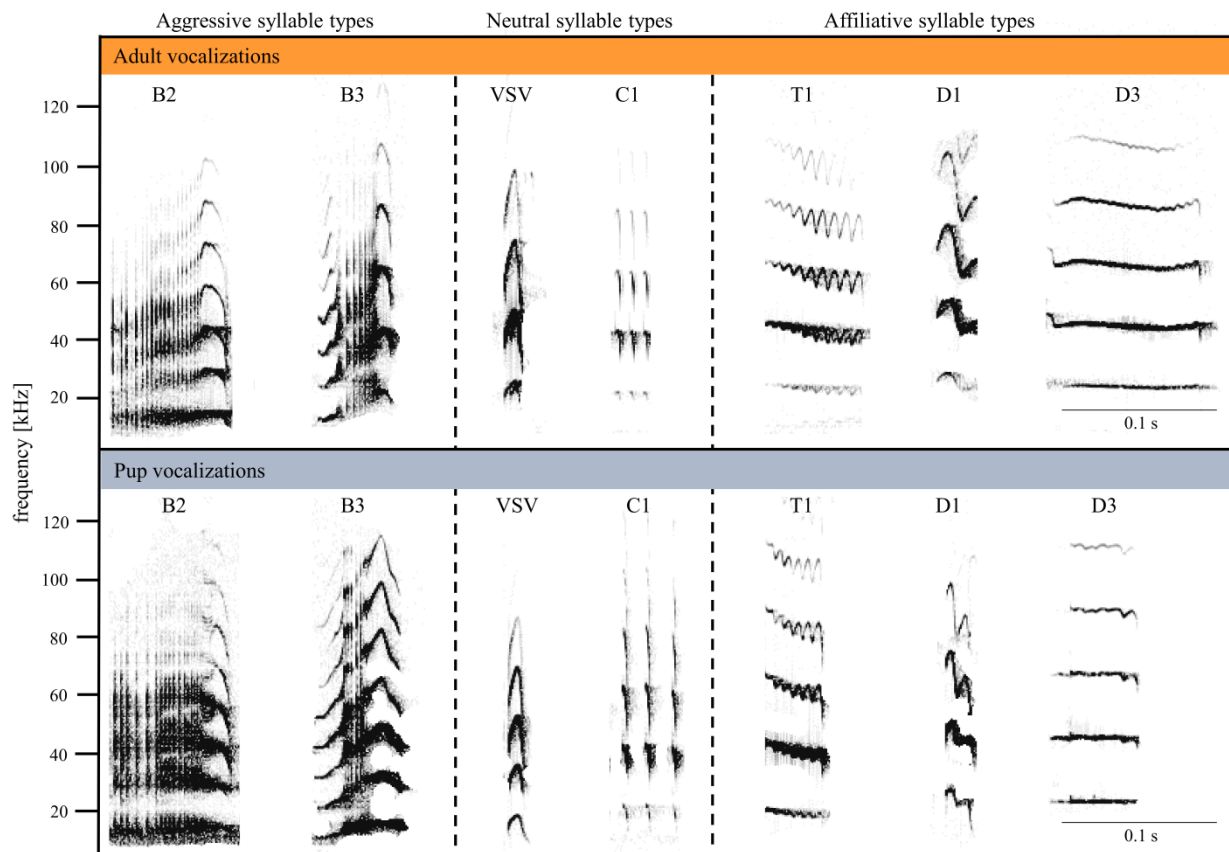 Aggressive syllable types Neutral syllable types Affiliative syllable types
Adult vocalizations
B2 B3 VSV C1 T1 D1 D3
120
100
80
60
40
20
0.1 s
frequency [kHz]
Pup vocalizations
B2 B3 VSV C1 T1 D1 D3
120
100
80
60
40
20
0.1 s